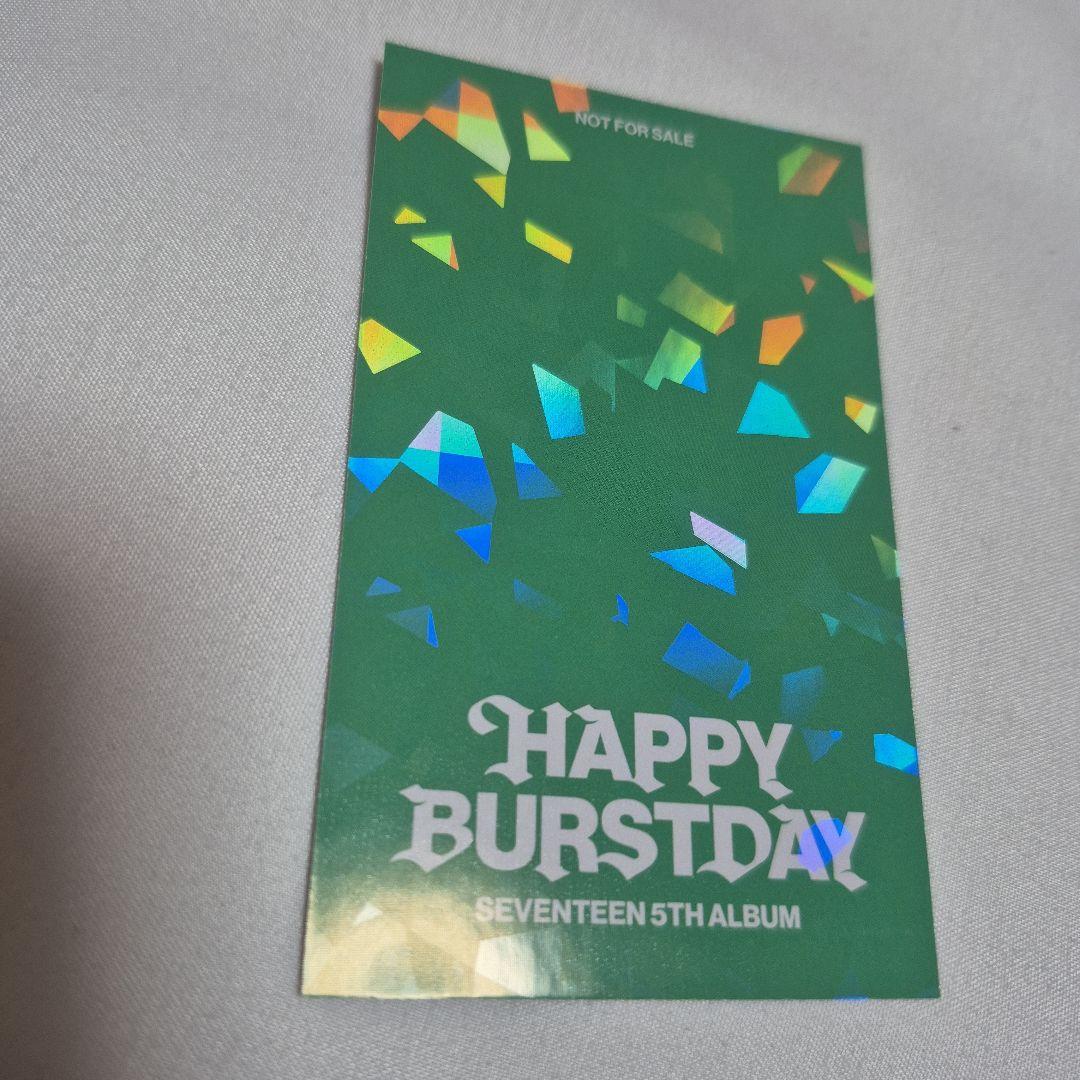 NOT FOR SALE
HAPPY
BURSTDAY
SEVENTEEN 5TH ALBUM